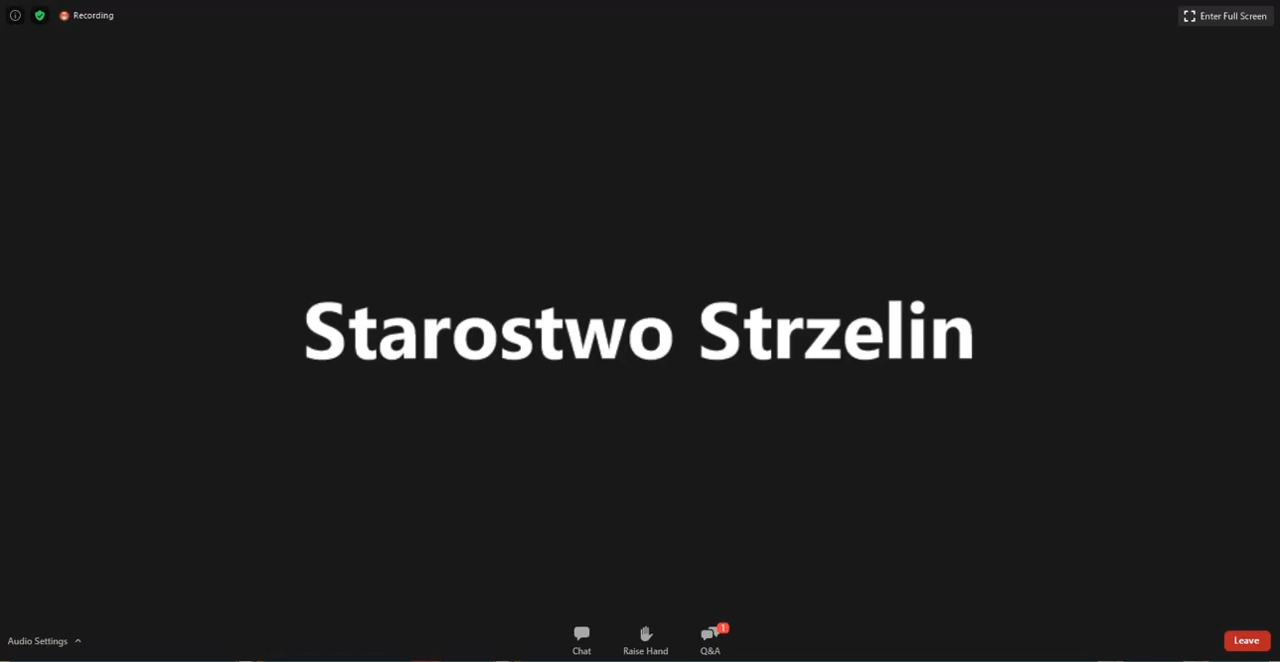 Recording
Enter Full Screen
Starostwo Strzelin
Audio Settings
Chat
Raise Hand
1
Q&A
Leave